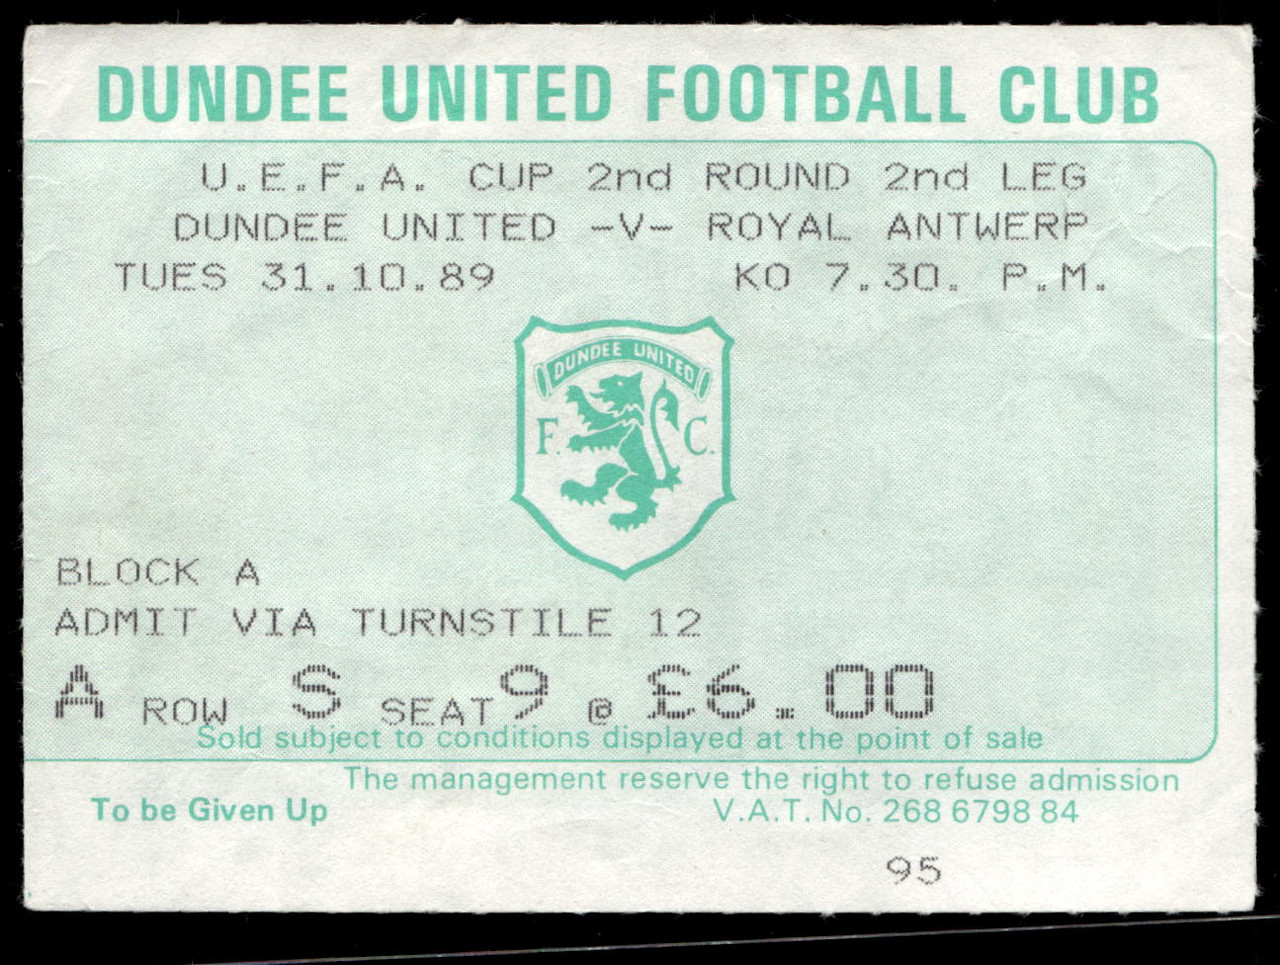 DUNDEE UNITED FOOTBALL CLUB
U.E.F.A. CUP 2nd ROUND 2nd LEG
DUNDEE UNITED -V- ROYAL ANTWERP
TUES 31.10.89 KO 7.30. P.M.
DUNDEE UNITED
F. C.
BLOCK A
ADMIT VIA TURNSTILE 12
A ROW S SEAT 9 @ £6.00
Sold subject to conditions displayed at the point of sale
The management reserve the right to refuse admission
To be Given Up V.A.T. No. 268 6798 84
95